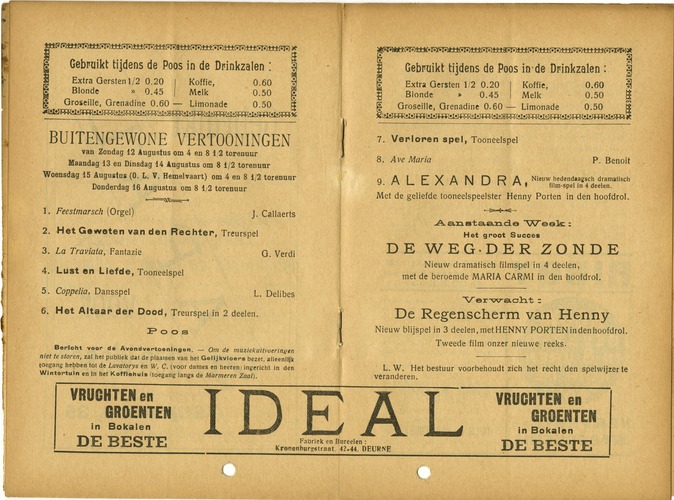 Gebruikt tijdens de Poos in de Drinkzalen :
Extra Gersten 1/2 0.20 | Koffie, 0.60
Blonde » 0.45 | Melk 0.50
Groseille, Grenadine 0.60 — Limonade 0.50
BUITENGEWONE VERTOONINGEN
van Zondag 12 Augustus om 4 en 8 1/2 torenuur
Maandag 13 en Dinsdag 14 Augustus om 8 1/2 torenuur
Woensdag 15 Augustus (O. L. V. Hemelvaart) om 4 en 8 1/2 torenuur
Donderdag 16 Augustus om 8 1/2 torenuur
1. Feestmarsch (Orgel) J. Callaerts
2. Het Geweten van den Rechter, Treurspel
3. La Traviata, Fantazie G. Verdi
4. Lust en Liefde, Tooneelspel
5. Coppelia, Dansspel L. Delibes
6. Het Altaar der Dood, Treurspel in 2 deelen.
Poos
Bericht voor de Avondvertooningen. — Om de muziekuitvoeringen
niet te storen, zal het publiek dat de plaatsen van het Gelijkvloers bezet, alleenlijk
toegang hebben tot de Lavatorys en W. C. (voor dames en heeren) ingericht in den
Wintertuin en in het Koffiehuis (toegang langs de Marmeren Zaal).
Gebruikt tijdens de Poos in de Drinkzalen :
Extra Gersten 1/2 0.20 | Koffie, 0.60
Blonde » 0.45 | Melk 0.50
Groseille, Grenadine 0.60 — Limonade 0.50
7. Verloren spel, Tooneelspel
8. Ave Maria P. Benoit
9. ALEXANDRA, Nieuw hedendaagsch dramatisch
film-spel in 4 deelen.
Met de geliefde tooneelspeelster Henny Porten in den hoofdrol.
Aanstaande Week :
Het groot Succes
DE WEG DER ZONDE
Nieuw dramatisch filmspel in 4 deelen,
met de beroemde MARIA CARMI in den hoofdrol.
Verwacht :
De Regenscherm van Henny
Nieuw blijspel in 3 deelen, met HENNY PORTEN in den hoofdrol.
Tweede film onzer nieuwe reeks.
L. W. Het bestuur voorbehoudt zich het recht den spelwijzer te
veranderen.
VRUCHTEN en
GROENTEN
in Bokalen
DE BESTE
IDEAL
Fabriek en Bureelen :
Kronenburgstraat, 42-44, DEURNE
VRUCHTEN en
GROENTEN
in Bokalen
DE BESTE